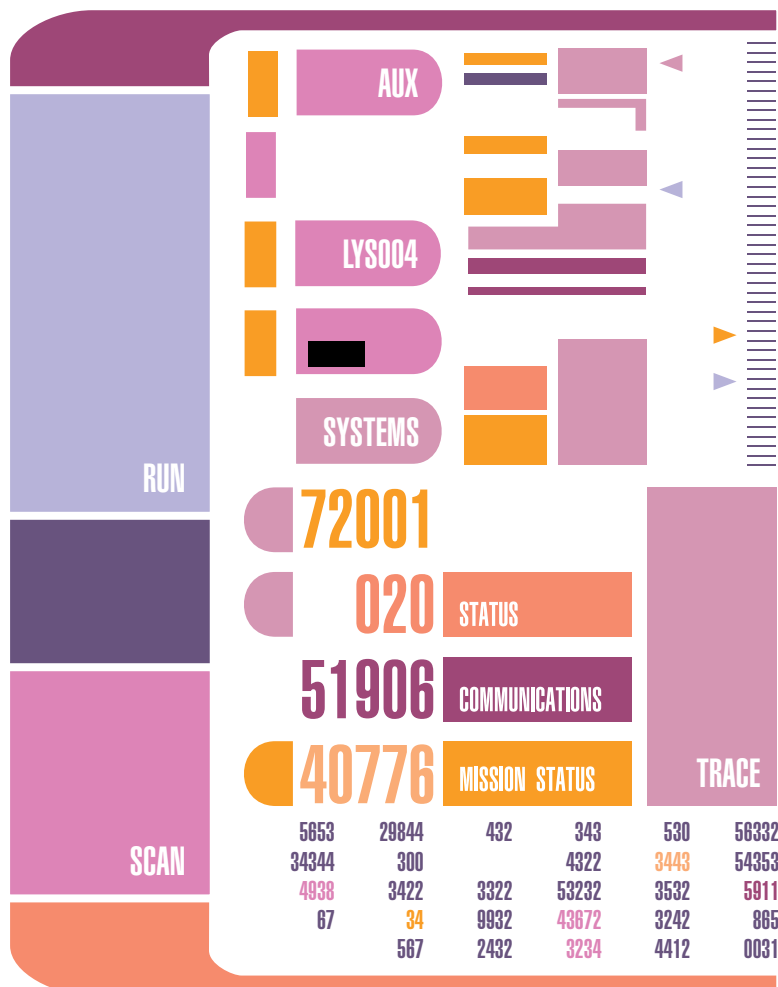 AUX
LYS004
SYSTEMS
RUN
72001
020 STATUS
51906 COMMUNICATIONS
40776 MISSION STATUS
TRACE
SCAN
5653 29844 432 343 530 56332
34344 300 4322 3443 54353
4938 3422 3322 53232 3532 5911
67 34 9932 43672 3242 865
567 2432 3234 4412 0031